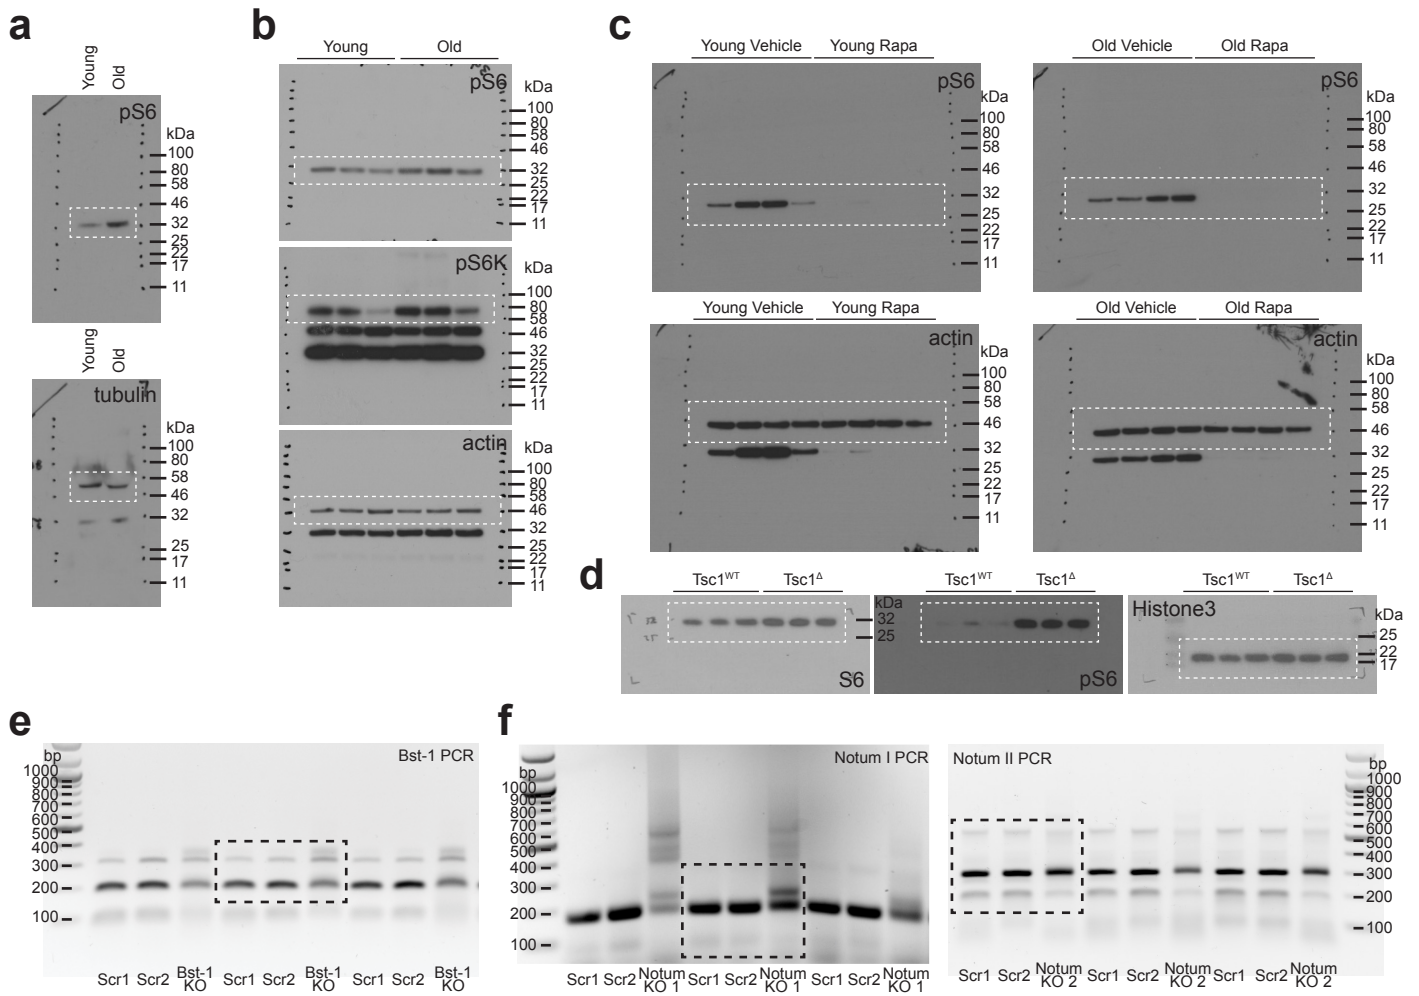 a
Young
Old
pS6
kDa
100
80
58
46
32
25
22
17
11
Young
Old
tubulin
100
80
58
46
32
25
17
11
b
Young
Old
pS6
kDa
100
80
58
46
32
25
22
17
11
pS6K
kDa
100
80
58
46
32
25
22
17
11
actin
kDa
100
80
58
46
32
25
22
17
11
c
Young Vehicle
Young Rapa
pS6
kDa
100
80
58
46
32
25
22
17
11
Old Vehicle
Old Rapa
pS6
kDa
100
80
58
46
32
25
22
17
11
Young Vehicle
Young Rapa
actin
kDa
100
80
58
46
32
25
22
17
11
Old Vehicle
Old Rapa
actin
kDa
100
80
58
46
32
25
22
17
11
d
Tsc1ᵂᵀ
Tsc1Δ
kDa
32
25
S6
Tsc1ᵂᵀ
Tsc1Δ
pS6
Tsc1ᵂᵀ
Tsc1Δ
Histone3
kDa
25
22
17
e
bp
Bst-1 PCR
1000
900
800
700
600
500
400
300
200
100
Scr1 Scr2 Bst-1 KO Scr1 Scr2 Bst-1 KO Scr1 Scr2 Bst-1 KO
f
bp
Notum I PCR
1000
900
800
700
600
500
400
300
200
100
Scr1 Scr2 Notum KO 1 Scr1 Scr2 Notum KO 1 Scr1 Scr2 Notum KO 1
Notum II PCR
bp
1000
900
800
700
600
500
400
300
200
100
Scr1 Scr2 Notum KO 2 Scr1 Scr2 Notum KO 2 Scr1 Scr2 Notum KO 2